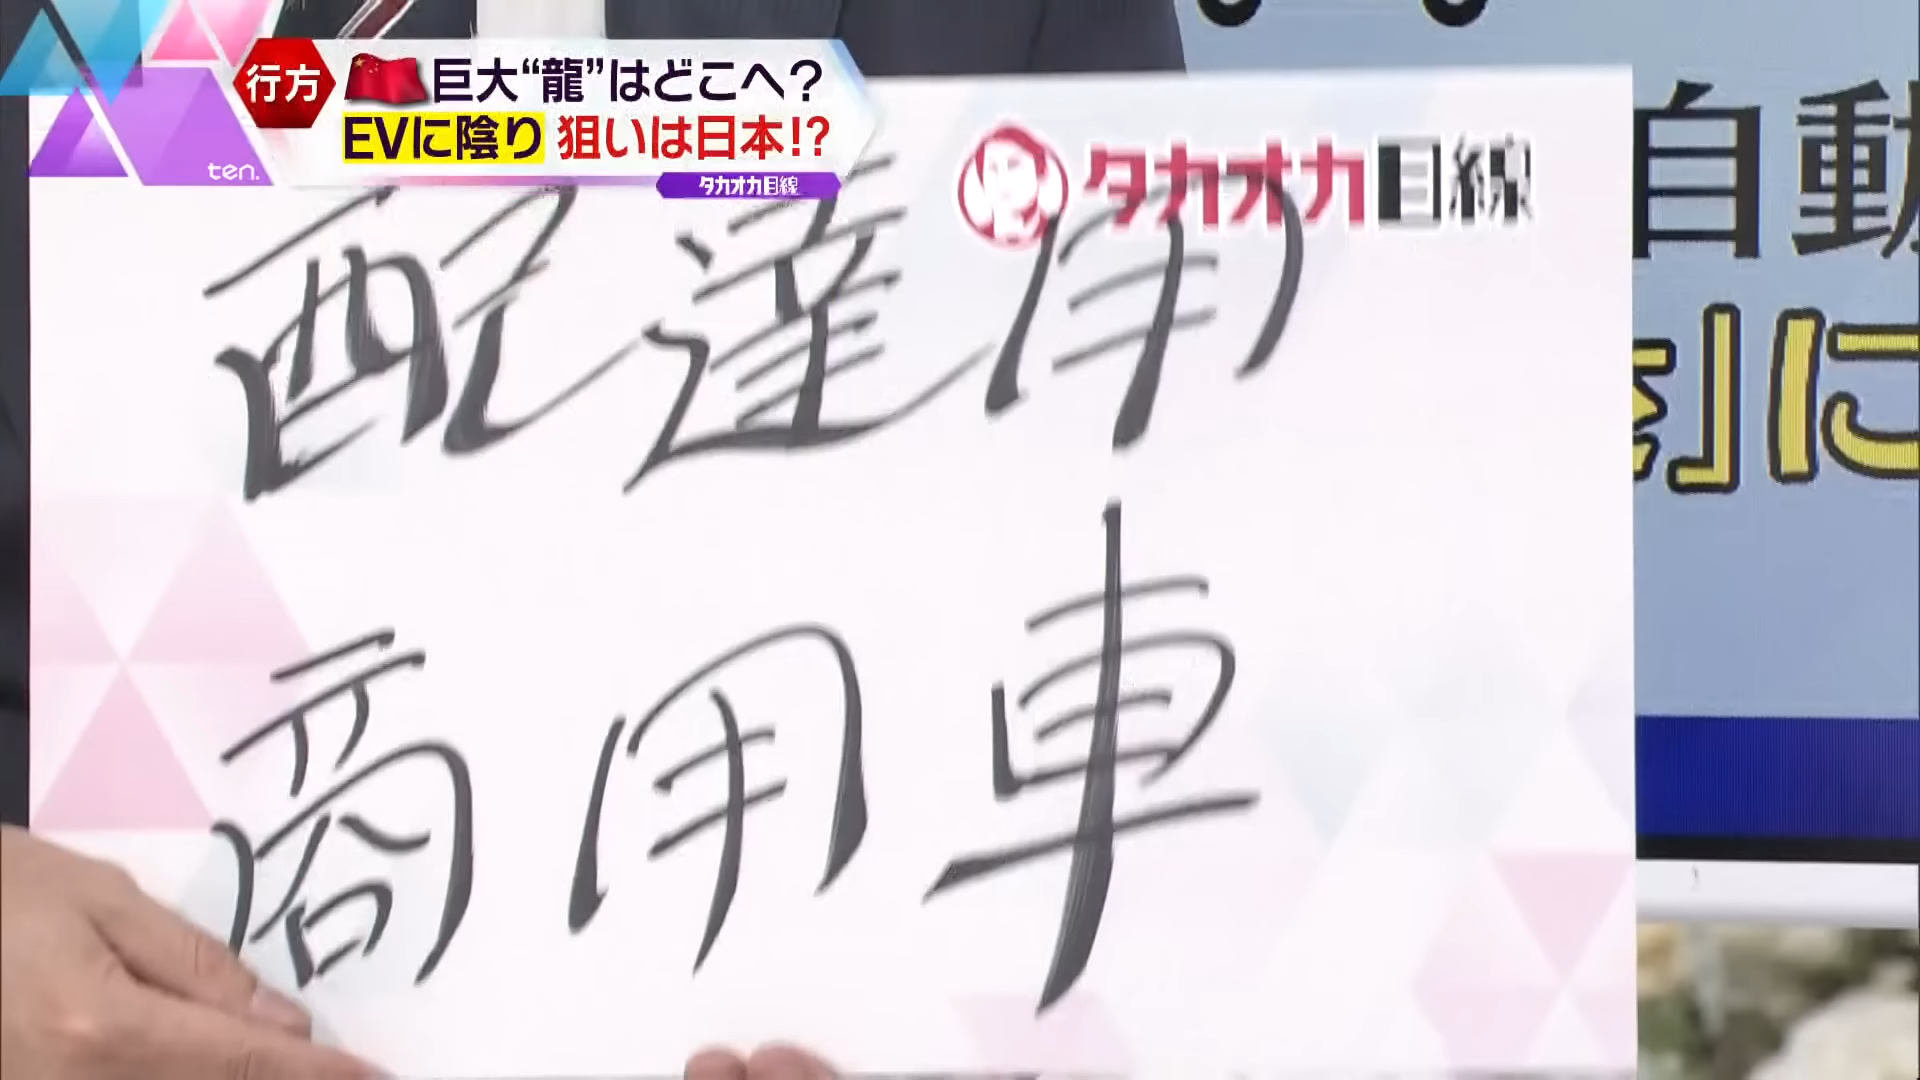 行方
巨大“龍”はどこへ?
EVに陰り 狙いは日本!?
タカオカ目線
ten.
タカオカ目線
配達用
商用車
自動
」に